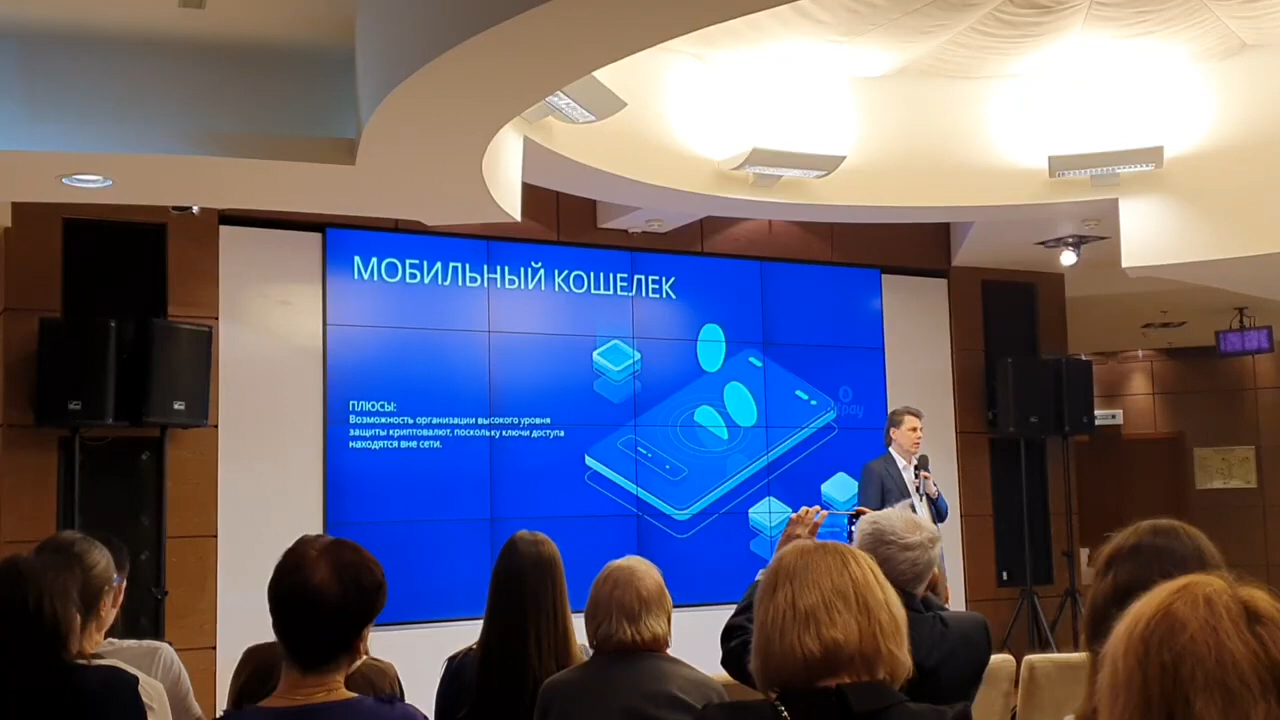 МОБИЛЬНЫЙ КОШЕЛЕК
ПЛЮСЫ:
Возможность организации высокого уровня
защиты криптовалют, поскольку ключи доступа
находятся вне сети.